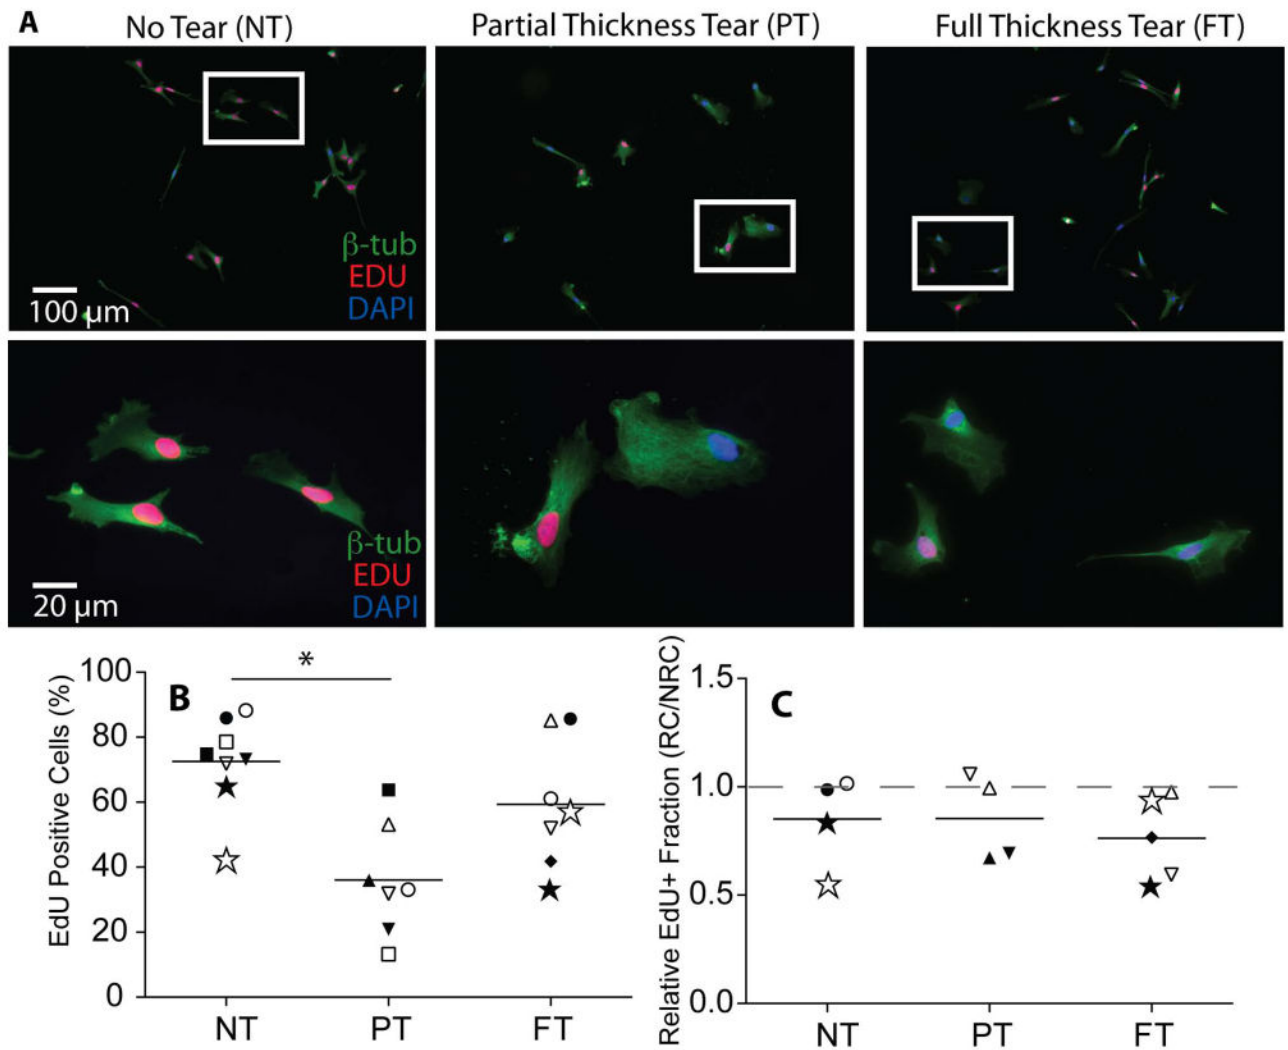 A
No Tear (NT)
Partial Thickness Tear (PT)
Full Thickness Tear (FT)
β-tub
EDU
DAPI
100 µm
β-tub
EDU
DAPI
20 µm
B
*
EdU Positive Cells (%)
100
80
60
40
20
0
NT
PT
FT
C
Relative EdU+ Fraction (RC/NRC)
1.5
1.0
0.5
0.0
NT
PT
FT